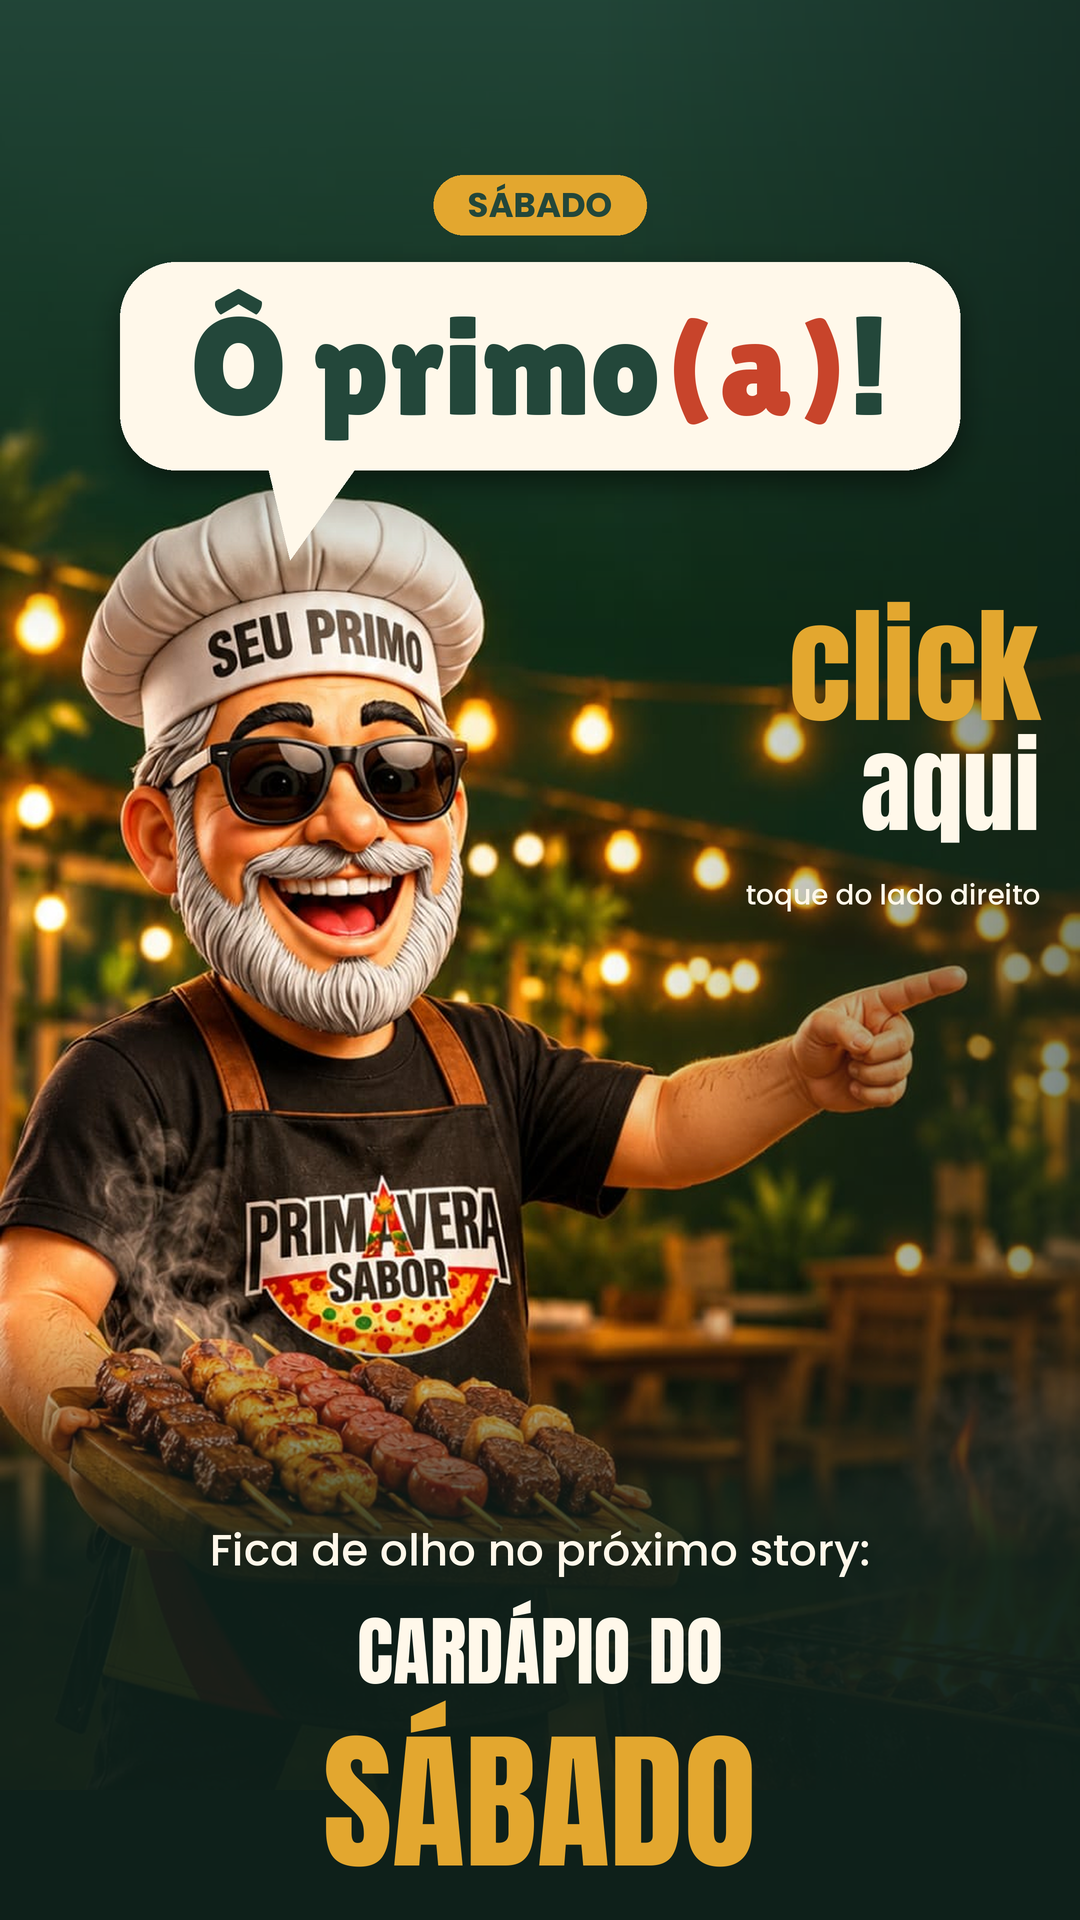 SÁBADO
Ô primo(a)!
SEU PRIMO
click
aqui
toque do lado direito
PRIMAVERA
SABOR
Fica de olho no próximo story:
CARDÁPIO DO
SÁBADO